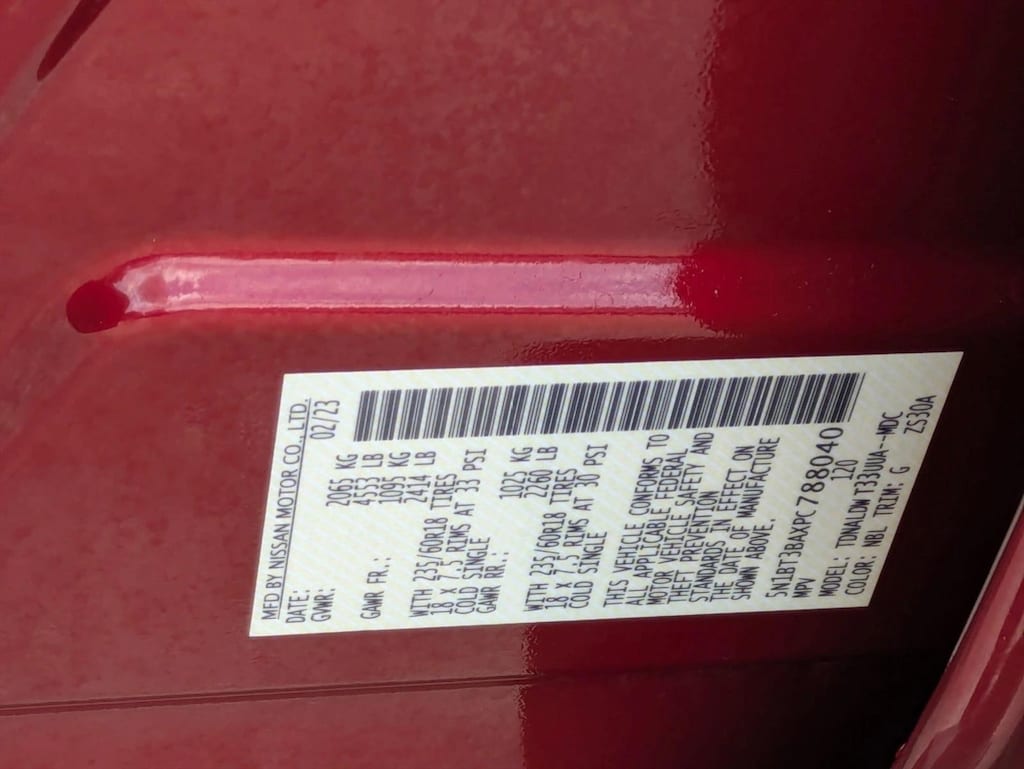 MFD BY NISSAN MOTOR CO., LTD.
DATE: 02/23
GVWR: 2065 KG
4553 LB
GAWR FR.: 1095 KG
2414 LB
WITH 235/60R18 TIRES
18 X 7.5 RIMS AT 33 PSI
COLD SINGLE
GAWR RR.: 1025 KG
2260 LB
WITH 235/60R18 TIRES
18 X 7.5 RIMS AT 30 PSI
COLD SINGLE
THIS VEHICLE CONFORMS TO
ALL APPLICABLE FEDERAL
MOTOR VEHICLE SAFETY AND
THEFT PREVENTION
STANDARDS IN EFFECT ON
THE DATE OF MANUFACTURE
SHOWN ABOVE.
5N1BT3BAXPC788040
MPV 120
MODEL: TDNALDW T33UUA--MDC
COLOR: NBL TRIM: G ZS30A